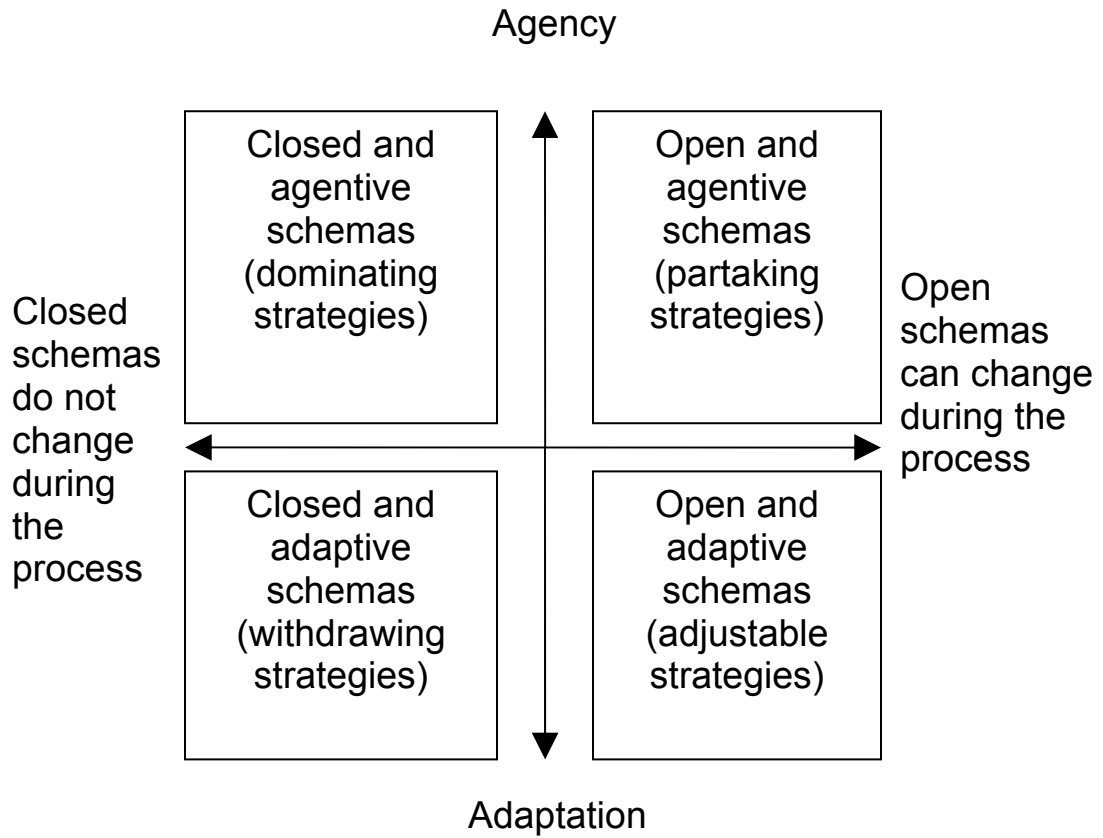 Agency
Closed and
agentive
schemas
(dominating
strategies)
Open and
agentive
schemas
(partaking
strategies)
Closed
schemas
do not
change
during
the
process
Open
schemas
can change
during the
process
Closed and
adaptive
schemas
(withdrawing
strategies)
Open and
adaptive
schemas
(adjustable
strategies)
Adaptation